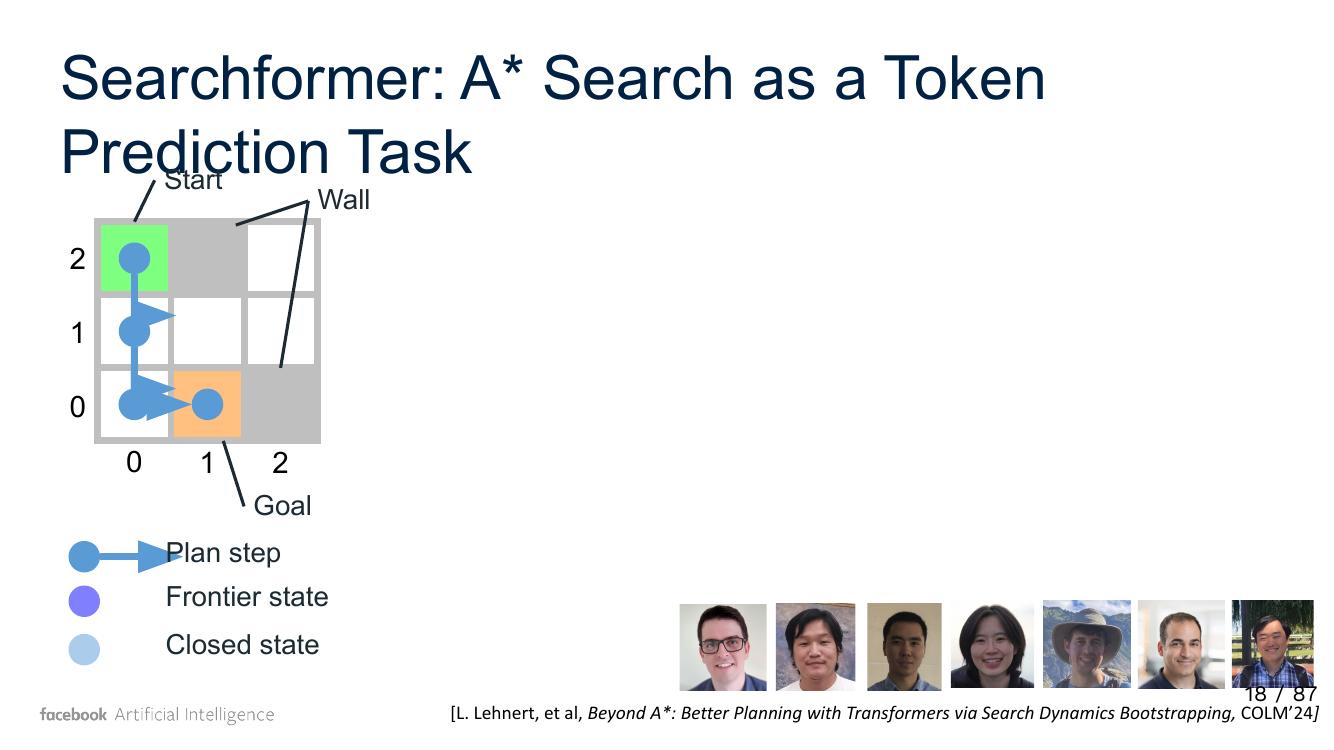 Searchformer: A* Search as a Token
Prediction Task
Start
Wall
2
1
0
0 1 2
Goal
Plan step
Frontier state
Closed state
18 / 87
facebook Artificial Intelligence
[L. Lehnert, et al, Beyond A*: Better Planning with Transformers via Search Dynamics Bootstrapping, COLM’24]